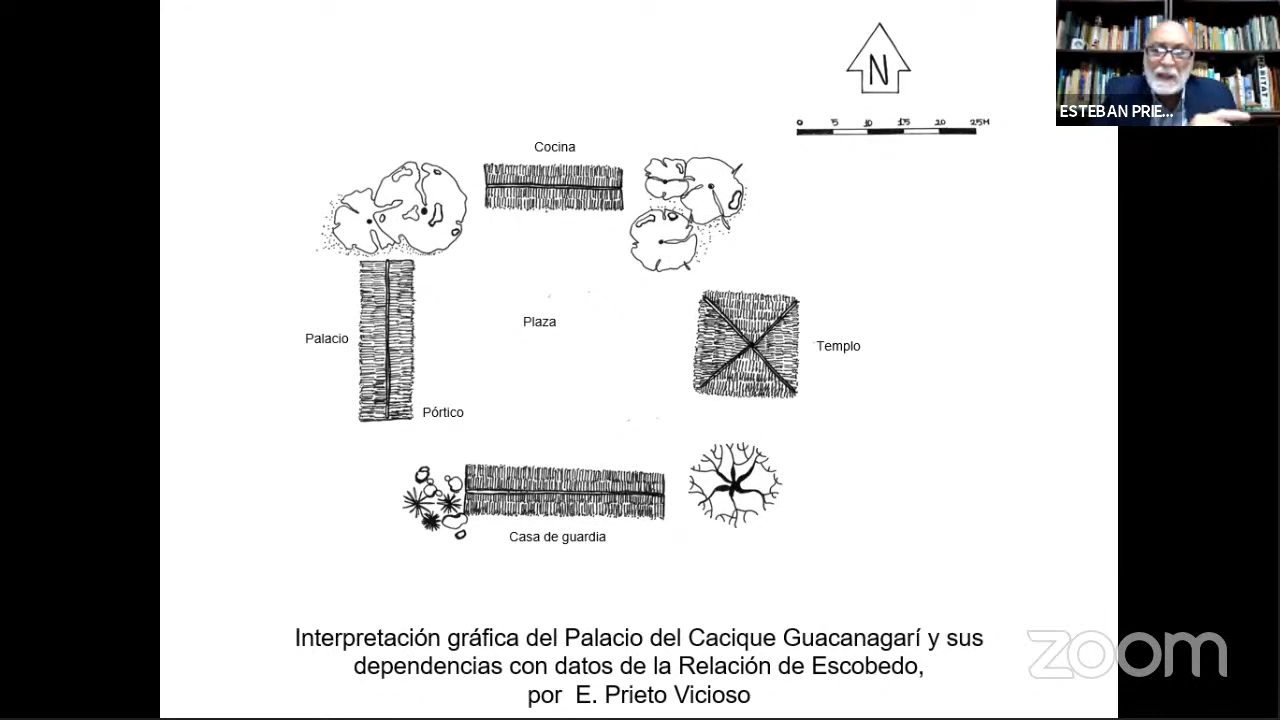 N
ESTEBAN PRIE...
0 5 10 15 20 25M
Cocina
Plaza
Palacio
Templo
Pórtico
Casa de guardia
Interpretación gráfica del Palacio del Cacique Guacanagarí y sus
dependencias con datos de la Relación de Escobedo,
por E. Prieto Vicioso
zoom